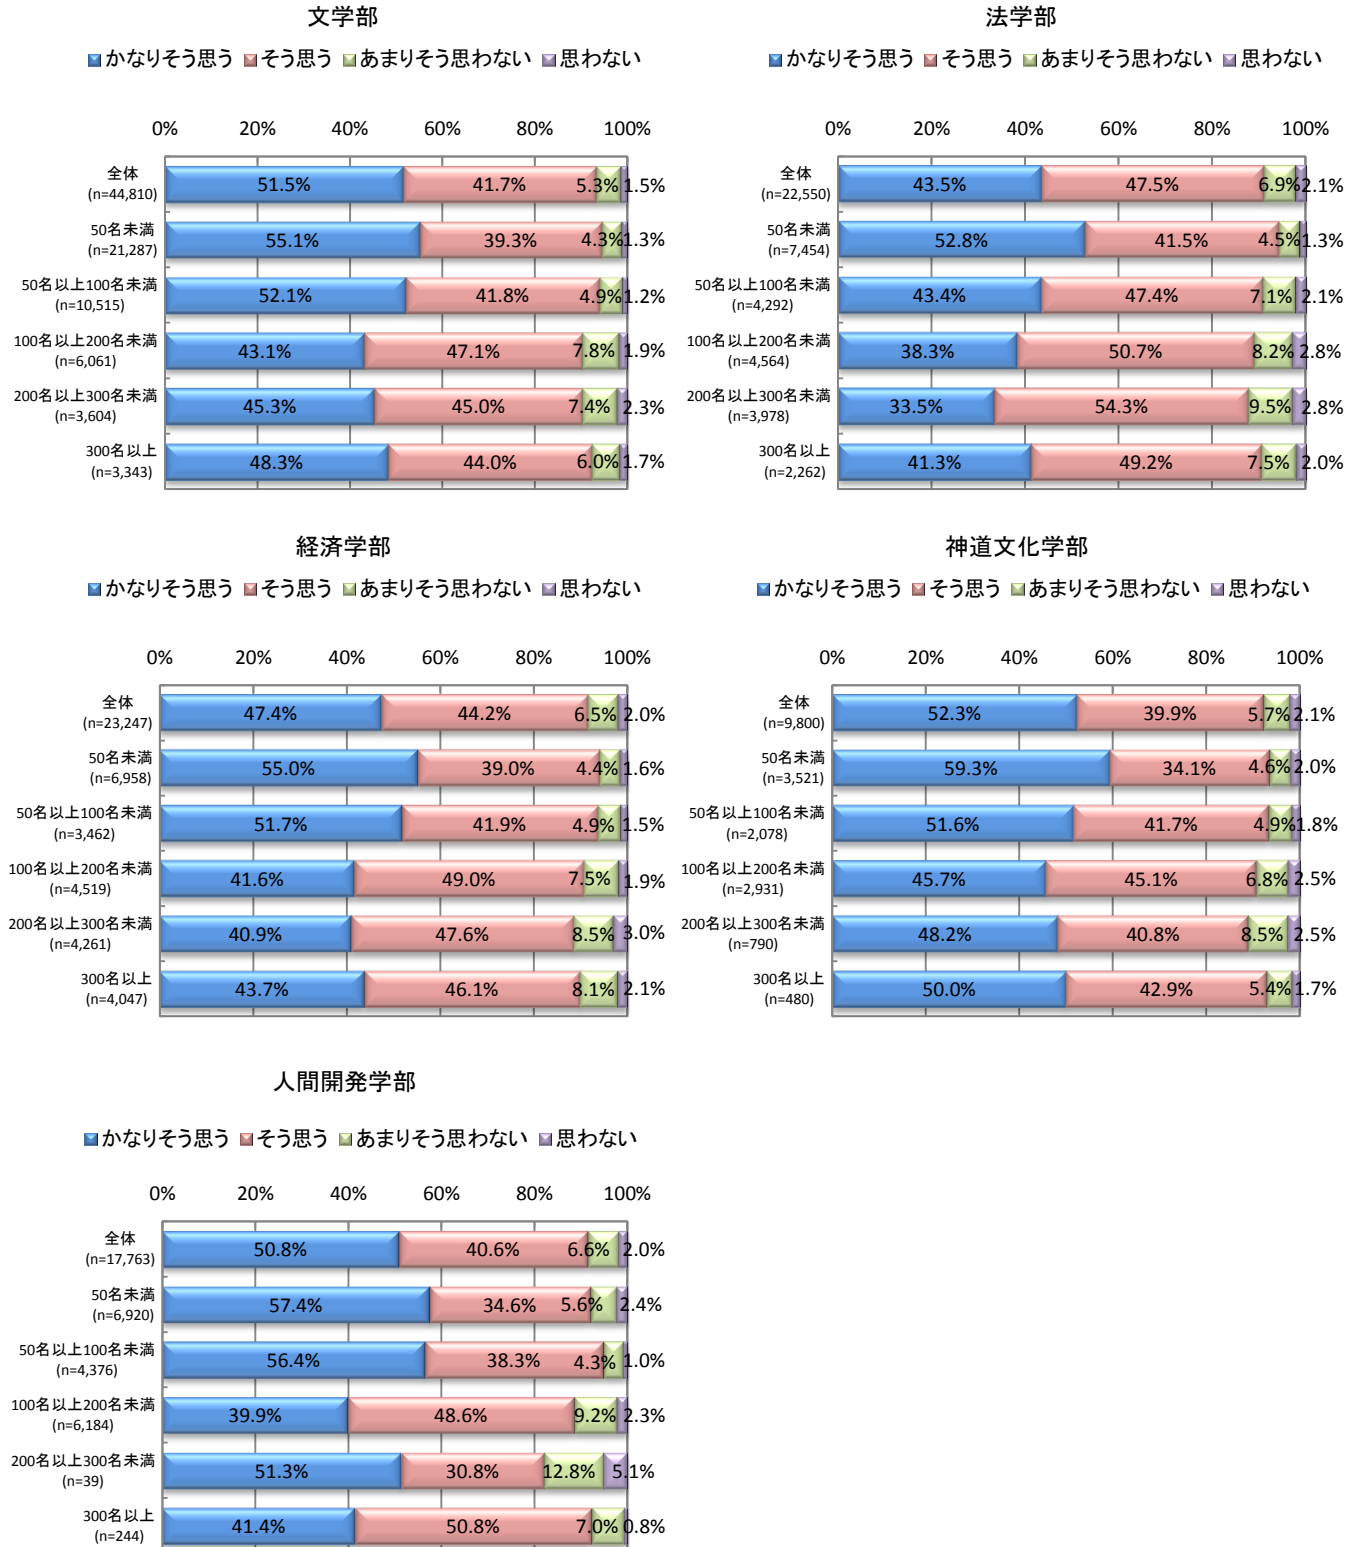 文学部
かなりそう思う そう思う あまりそう思わない 思わない
0% 20% 40% 60% 80% 100%
全体
(n=44,810)
51.5% 41.7% 5.3% 1.5%
50名未満
(n=21,287)
55.1% 39.3% 4.3% 1.3%
50名以上100名未満
(n=10,515)
52.1% 41.8% 4.9% 1.2%
100名以上200名未満
(n=6,061)
43.1% 47.1% 7.8% 1.9%
200名以上300名未満
(n=3,604)
45.3% 45.0% 7.4% 2.3%
300名以上
(n=3,343)
48.3% 44.0% 6.0% 1.7%
法学部
かなりそう思う そう思う あまりそう思わない 思わない
0% 20% 40% 60% 80% 100%
全体
(n=22,550)
43.5% 47.5% 6.9% 2.1%
50名未満
(n=7,454)
52.8% 41.5% 4.5% 1.3%
50名以上100名未満
(n=4,292)
43.4% 47.4% 7.1% 2.1%
100名以上200名未満
(n=4,564)
38.3% 50.7% 8.2% 2.8%
200名以上300名未満
(n=3,978)
33.5% 54.3% 9.5% 2.8%
300名以上
(n=2,262)
41.3% 49.2% 7.5% 2.0%
経済学部
かなりそう思う そう思う あまりそう思わない 思わない
0% 20% 40% 60% 80% 100%
全体
(n=23,247)
47.4% 44.2% 6.5% 2.0%
50名未満
(n=6,958)
55.0% 39.0% 4.4% 1.6%
50名以上100名未満
(n=3,462)
51.7% 41.9% 4.9% 1.5%
100名以上200名未満
(n=4,519)
41.6% 49.0% 7.5% 1.9%
200名以上300名未満
(n=4,261)
40.9% 47.6% 8.5% 3.0%
300名以上
(n=4,047)
43.7% 46.1% 8.1% 2.1%
神道文化学部
かなりそう思う そう思う あまりそう思わない 思わない
0% 20% 40% 60% 80% 100%
全体
(n=9,800)
52.3% 39.9% 5.7% 2.1%
50名未満
(n=3,521)
59.3% 34.1% 4.6% 2.0%
50名以上100名未満
(n=2,078)
51.6% 41.7% 4.9% 1.8%
100名以上200名未満
(n=2,931)
45.7% 45.1% 6.8% 2.5%
200名以上300名未満
(n=790)
48.2% 40.8% 8.5% 2.5%
300名以上
(n=480)
50.0% 42.9% 5.4% 1.7%
人間開発学部
かなりそう思う そう思う あまりそう思わない 思わない
0% 20% 40% 60% 80% 100%
全体
(n=17,763)
50.8% 40.6% 6.6% 2.0%
50名未満
(n=6,920)
57.4% 34.6% 5.6% 2.4%
50名以上100名未満
(n=4,376)
56.4% 38.3% 4.3% 1.0%
100名以上200名未満
(n=6,184)
39.9% 48.6% 9.2% 2.3%
200名以上300名未満
(n=39)
51.3% 30.8% 12.8% 5.1%
300名以上
(n=244)
41.4% 50.8% 7.0% 0.8%